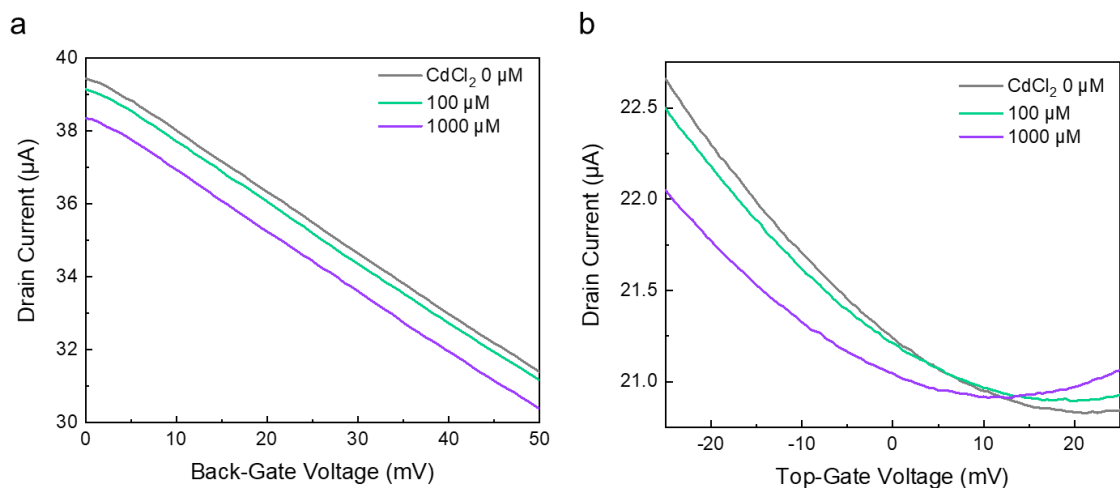 a
40
38
36
34
32
30
Drain Current (µA)
0
10
20
30
40
50
Back-Gate Voltage (mV)
CdCl₂ 0 µM
100 µM
1000 µM
b
22.5
22.0
21.5
21.0
Drain Current (µA)
-20
-10
0
10
20
Top-Gate Voltage (mV)
CdCl₂ 0 µM
100 µM
1000 µM